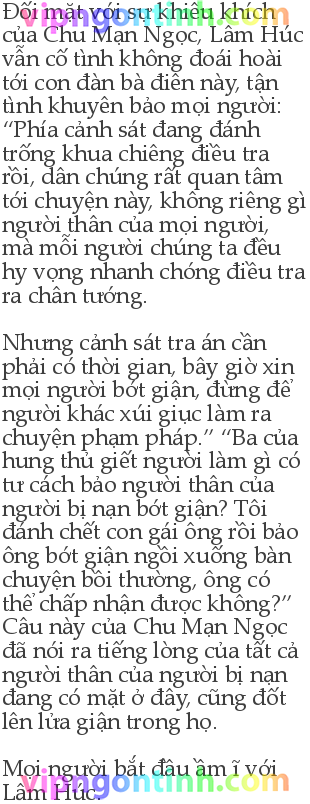 Đối mặt với sự khiêu khích
của Chu Mạn Ngọc, Lâm Húc
vẫn cố tình không đoái hoài
tới con đàn bà điên này, tận
tình khuyên bảo mọi người:
“Phía cảnh sát đang đánh
trống khua chiêng điều tra
rồi, dân chúng rất quan tâm
tới chuyện này, không riêng gì
người thân của mọi người,
mà mỗi người chúng ta đều
hy vọng nhanh chóng điều tra
ra chân tướng.
Nhưng cảnh sát tra án cần
phải có thời gian, bây giờ xin
mọi người bớt giận, đừng để
người khác xúi giục làm ra
chuyện phạm pháp.” “Ba của
hung thủ giết người làm gì có
tư cách bảo người thân của
người bị nạn bớt giận? Tôi
đánh chết con gái ông rồi bảo
ông bớt giận ngồi xuống bàn
chuyện bồi thường, ông có
thể chấp nhận được không?”
Câu này của Chu Mạn Ngọc
đã nói ra tiếng lòng của tất cả
người thân của người bị nạn
đang có mặt ở đây, cũng đốt
lên lửa giận trong họ.
Mọi người bắt đầu ầm ĩ với
Lâm Húc.
vipngontinh.com
vipngontinh.com